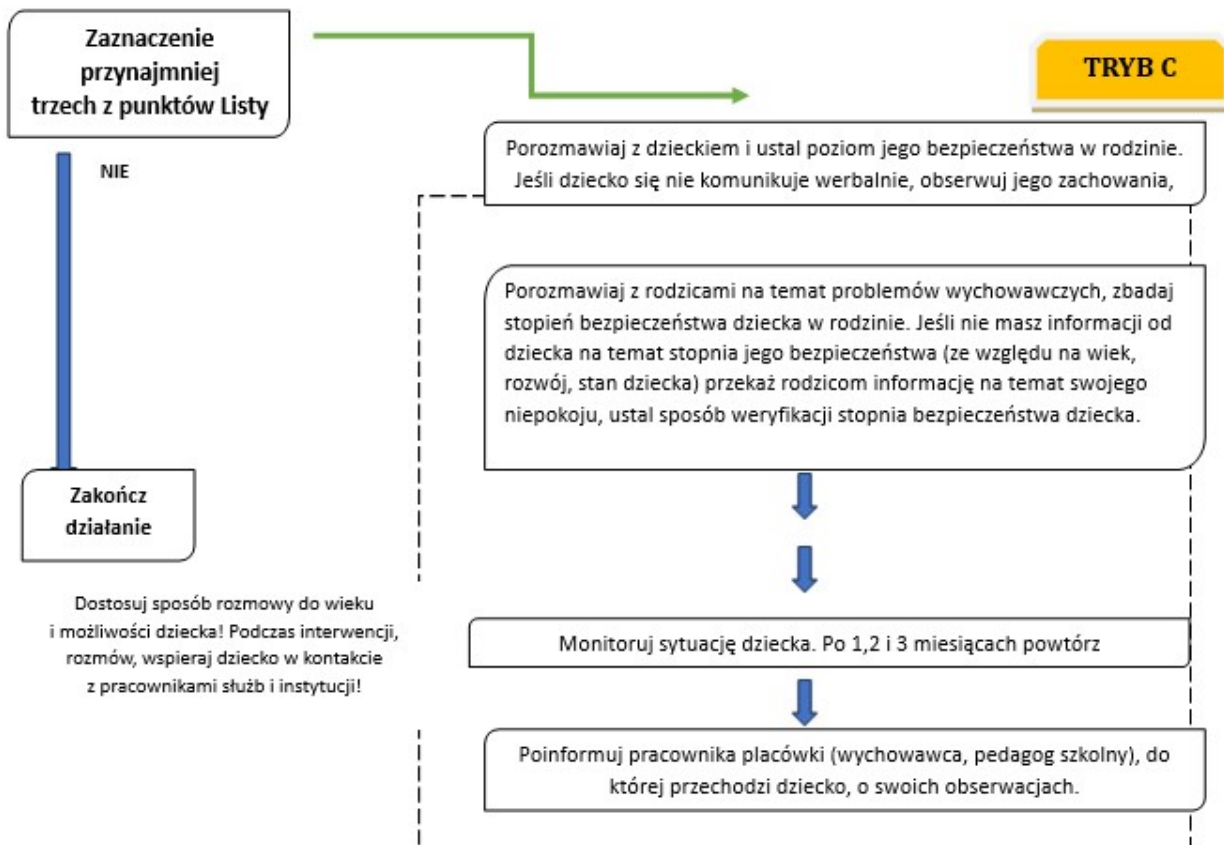 Zaznaczenie
przynajmniej
trzech z punktów Listy
TRYB C
NIE
Porozmawiaj z dzieckiem i ustal poziom jego bezpieczeństwa w rodzinie.
Jeśli dziecko się nie komunikuje werbalnie, obserwuj jego zachowania,
Porozmawiaj z rodzicami na temat problemów wychowawczych, zbadaj
stopień bezpieczeństwa dziecka w rodzinie. Jeśli nie masz informacji od
dziecka na temat stopnia jego bezpieczeństwa (ze względu na wiek,
rozwój, stan dziecka) przekaż rodzicom informację na temat swojego
niepokoju, ustal sposób weryfikacji stopnia bezpieczeństwa dziecka.
Zakończ
działanie
Dostosuj sposób rozmowy do wieku
i możliwości dziecka! Podczas interwencji,
rozmów, wspieraj dziecko w kontakcie
z pracownikami służb i instytucji!
Monitoruj sytuację dziecka. Po 1,2 i 3 miesiącach powtórz
Poinformuj pracownika placówki (wychowawca, pedagog szkolny), do
której przechodzi dziecko, o swoich obserwacjach.